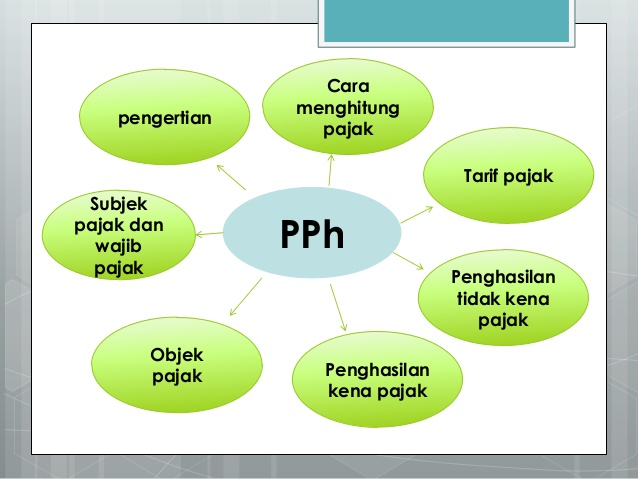 pengertian
Cara
menghitung
pajak
Tarif pajak
Subjek
pajak dan
wajib
pajak
PPh
Penghasilan
tidak kena
pajak
Objek
pajak
Penghasilan
kena pajak